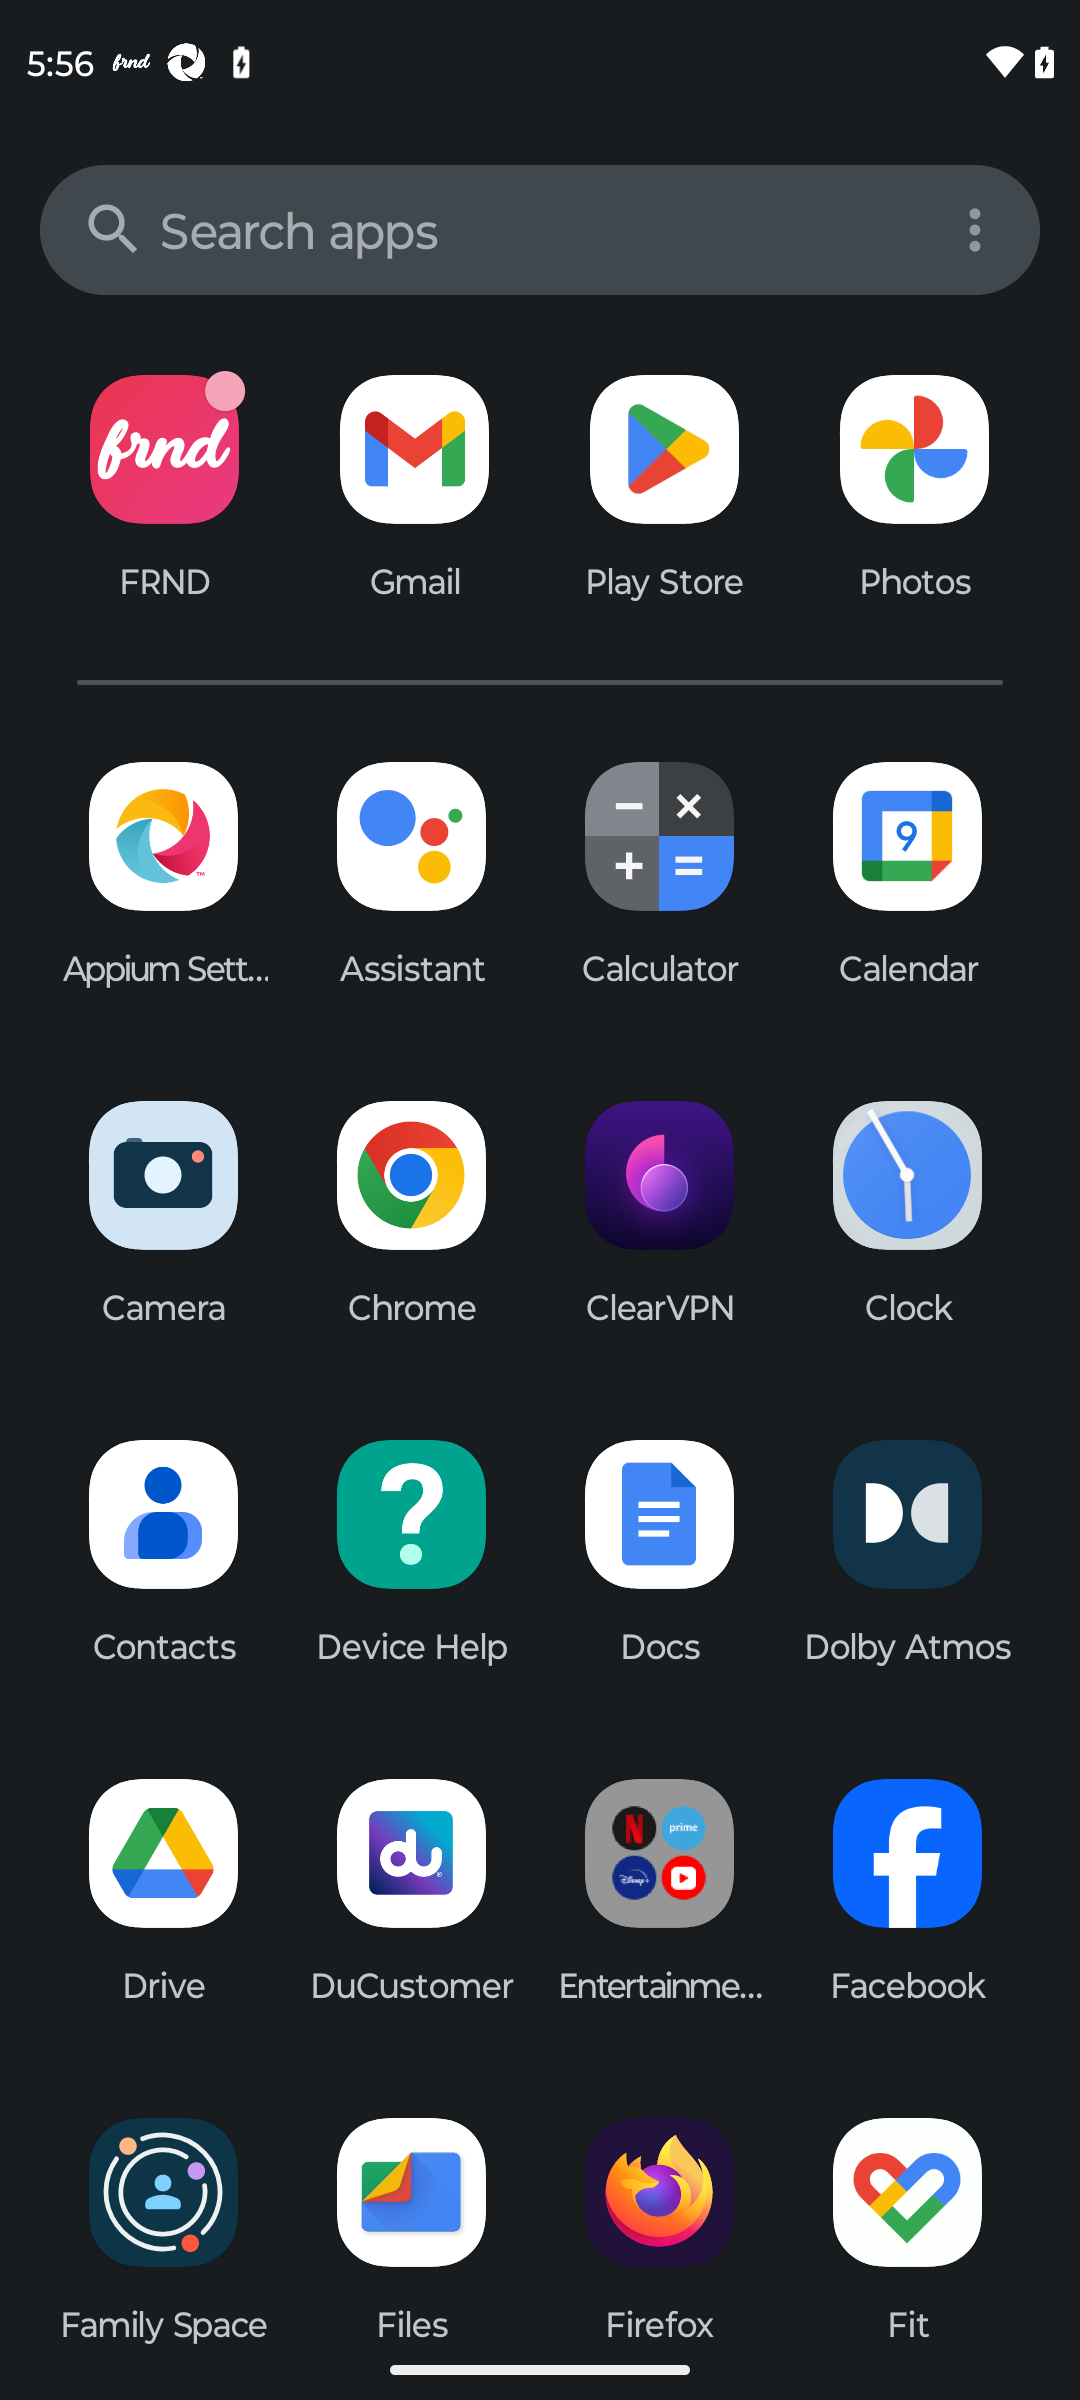 5:56 frnd
Search apps
frnd
FRND Gmail Play Store Photos
− × + = 9
Appium Sett... Assistant Calculator Calendar
Camera Chrome ClearVPN Clock
?
Contacts Device Help Docs Dolby Atmos
du N prime Disney+ f
Drive DuCustomer Entertainme... Facebook
Family Space Files Firefox Fit